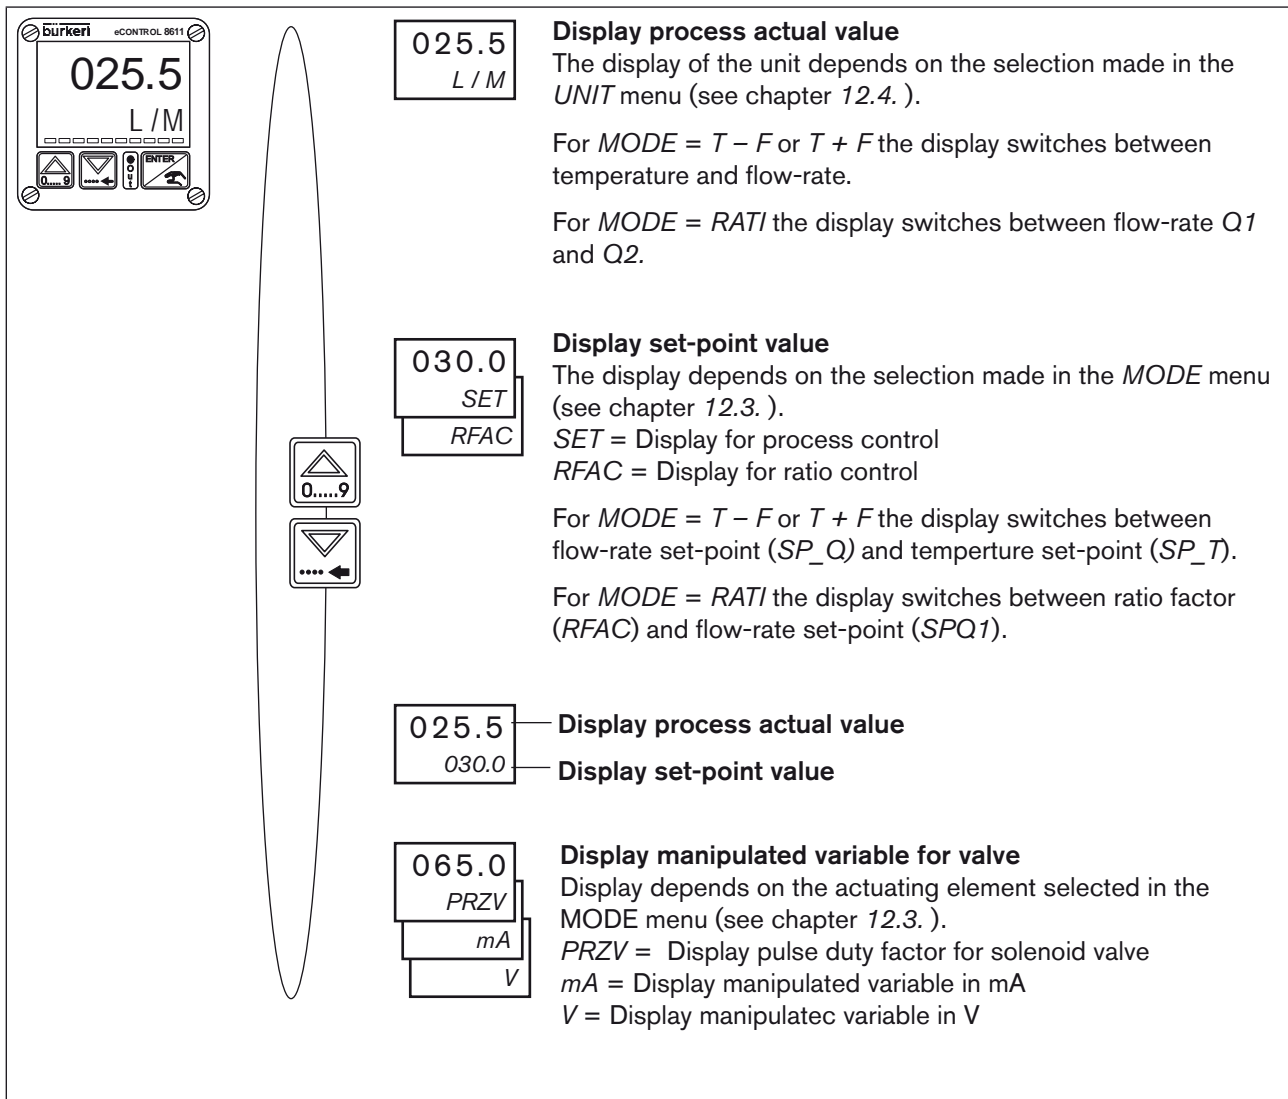 bürkert eCONTROL 8611
025.5
L /M
0.....9
....
out
ENTER
025.5
L / M
Display process actual value
The display of the unit depends on the selection made in the
UNIT menu (see chapter 12.4. ).
For MODE = T – F or T + F the display switches between
temperature and flow-rate.
For MODE = RATI the display switches between flow-rate Q1
and Q2.
030.0
SET
RFAC
Display set-point value
The display depends on the selection made in the MODE menu
(see chapter 12.3. ).
SET = Display for process control
RFAC = Display for ratio control
For MODE = T – F or T + F the display switches between
flow-rate set-point (SP_Q) and temperture set-point (SP_T).
For MODE = RATI the display switches between ratio factor
(RFAC) and flow-rate set-point (SPQ1).
0.....9
....
025.5
030.0
Display process actual value
Display set-point value
065.0
PRZV
mA
V
Display manipulated variable for valve
Display depends on the actuating element selected in the
MODE menu (see chapter 12.3. ).
PRZV = Display pulse duty factor for solenoid valve
mA = Display manipulated variable in mA
V = Display manipulatec variable in V